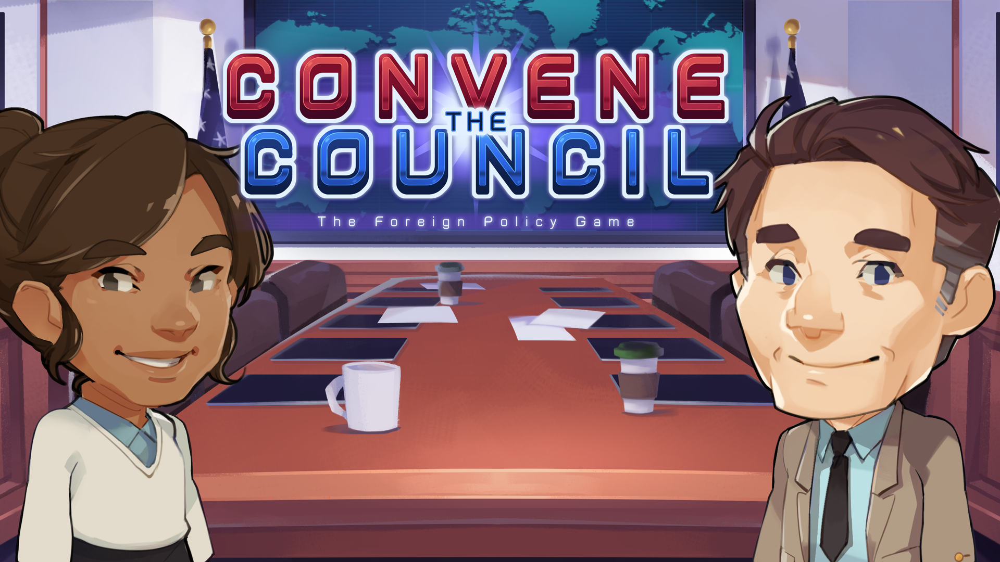 CONVENE
THE
COUNCIL
The Foreign Policy Game